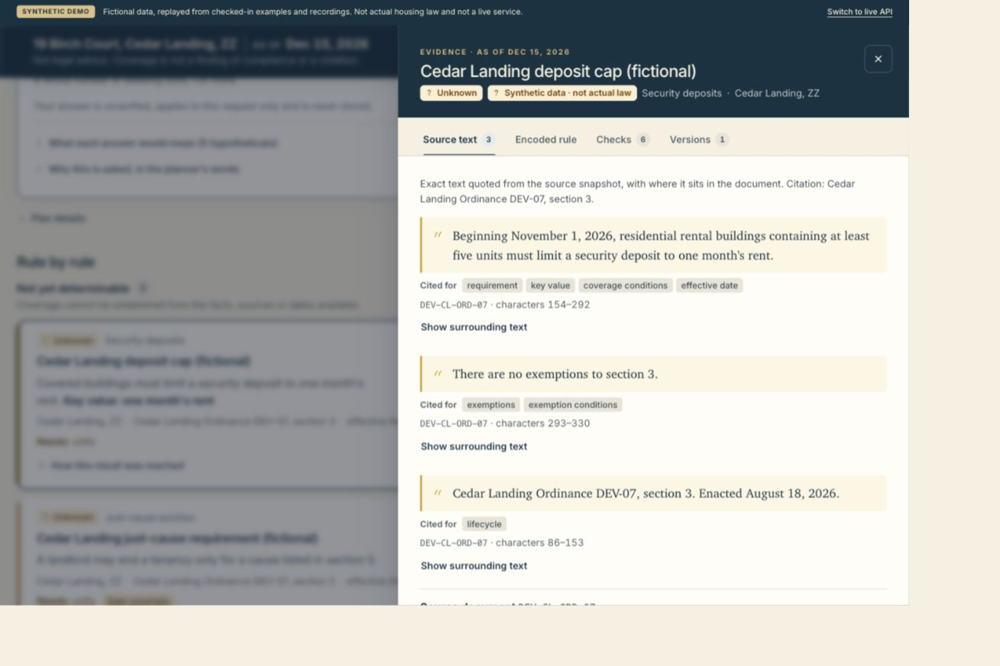 SYNTHETIC DEMO Fictional data, replayed from checked-in examples and recordings. Not actual housing law and not a live service. Switch to live API
19 Birch Court, Cedar Landing, ZZ AS OF Dec 15, 2026
Not legal advice. Coverage is not a finding of compliance or a violation.
Your answer is unverified, applies to this request only and is never stored.
What each answer would mean (5 hypotheticals)
Why this is asked, in the planner's words
Plan details
Rule by rule
Not yet determinable
Coverage cannot be established from the facts, sources or dates available.
? Unknown Security deposits
Cedar Landing deposit cap (fictional)
Covered buildings must limit a security deposit to one month's
rent. Key value: one month's rent
Cedar Landing, ZZ · Cedar Landing Ordinance DEV-07, section 3 · effective
Needs: units
How this result was reached
? Unknown Just-cause eviction
Cedar Landing just-cause requirement (fictional)
A landlord may end a tenancy only for a cause listed in section 5.
Cedar Landing, ZZ · Cedar Landing Ordinance DEV-07, section 5 · effective
Needs: units
EVIDENCE · AS OF DEC 15, 2026
Cedar Landing deposit cap (fictional)
? Unknown ? Synthetic data · not actual law Security deposits · Cedar Landing, ZZ
×
Source text 3 Encoded rule Checks 6 Versions 1
Exact text quoted from the source snapshot, with where it sits in the document. Citation: Cedar
Landing Ordinance DEV-07, section 3.
“ Beginning November 1, 2026, residential rental buildings containing at least
five units must limit a security deposit to one month's rent.
Cited for requirement key value coverage conditions effective date
DEV-CL-ORD-07 · characters 154–292
Show surrounding text
“ There are no exemptions to section 3.
Cited for exemptions exemption conditions
DEV-CL-ORD-07 · characters 293–330
Show surrounding text
“ Cedar Landing Ordinance DEV-07, section 3. Enacted August 18, 2026.
Cited for lifecycle
DEV-CL-ORD-07 · characters 86–153
Show surrounding text
Source document DEV-CL-ORD-07